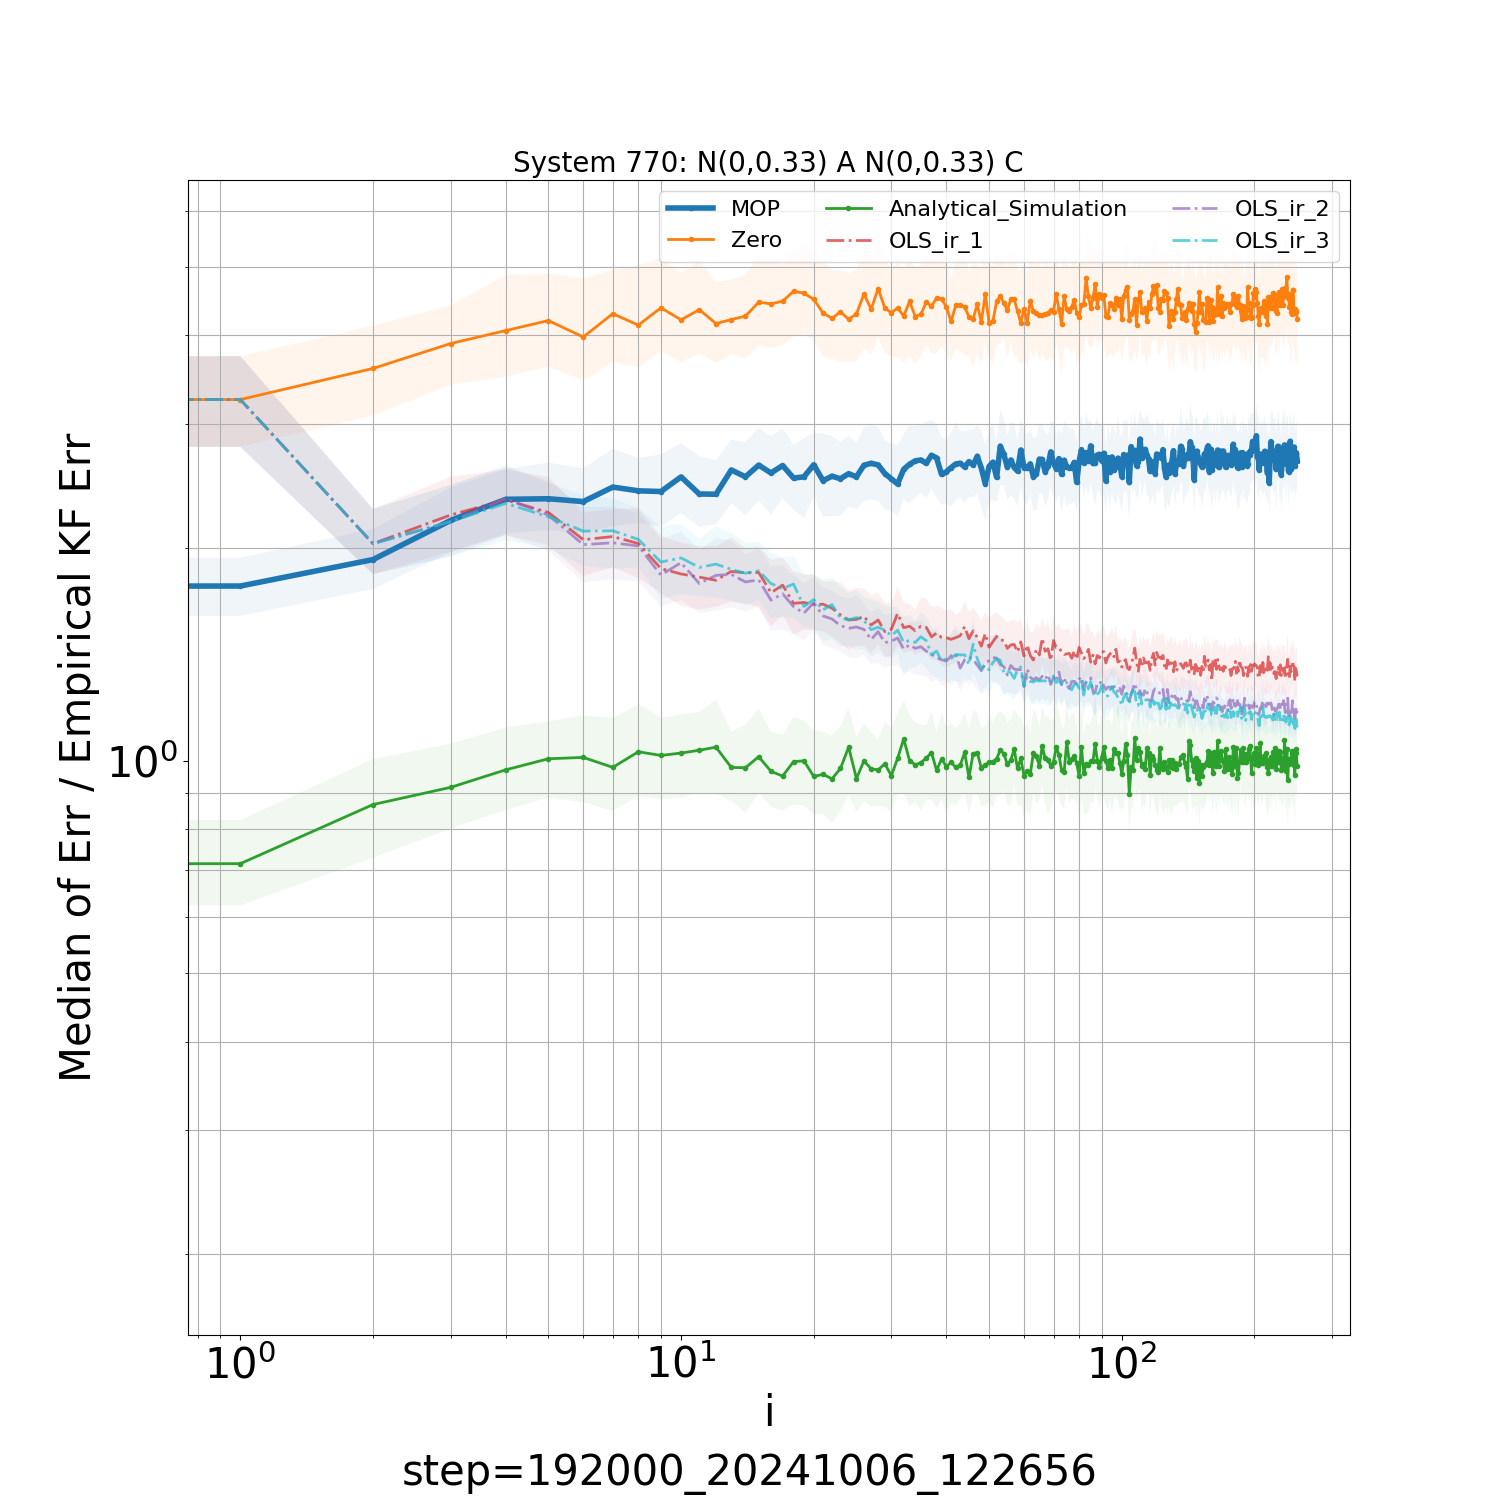 System 770: N(0,0.33) A N(0,0.33) C
MOP
Zero
Analytical_Simulation
OLS_ir_1
OLS_ir_2
OLS_ir_3
Median of Err / Empirical KF Err
10⁰
10⁰ 10¹ 10²
i
step=192000_20241006_122656